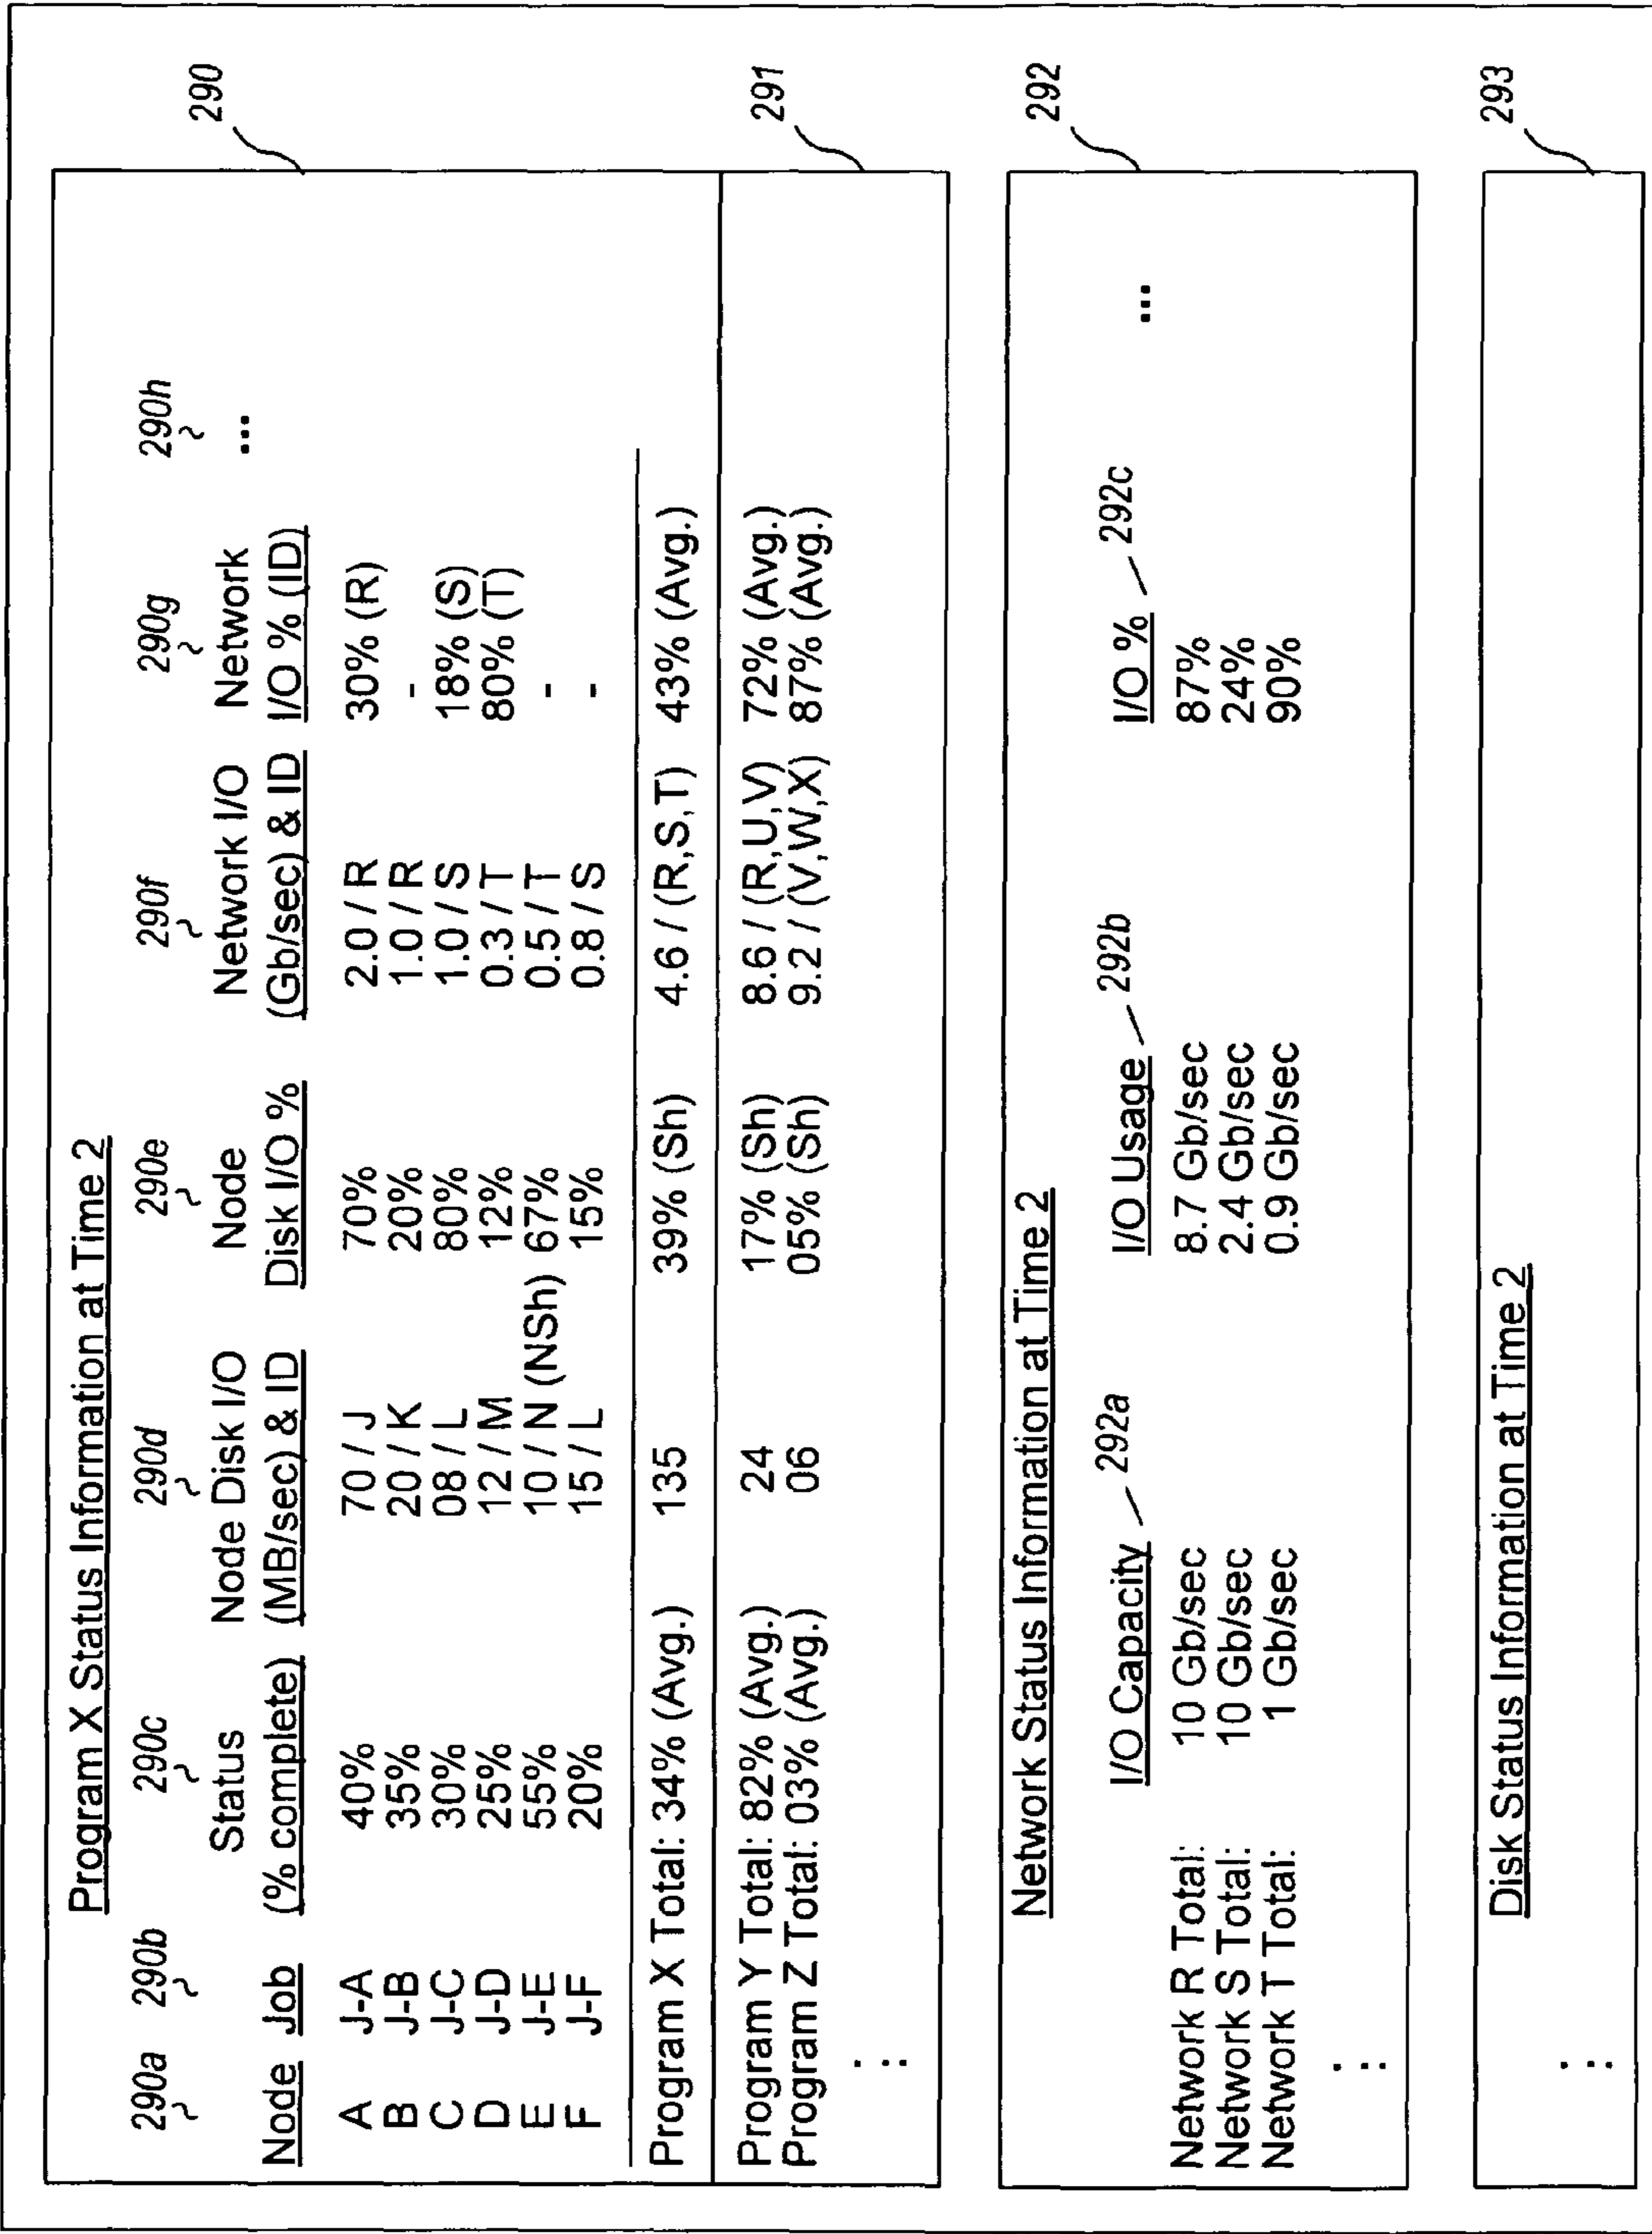 Program X Status Information at Time 2
290
290a 290b 290c 290d 290e 290f 290g 290h
Status Node Disk I/O Node Network I/O Network ...
Node Job (% complete) (MB/sec) & ID Disk I/O % (Gb/sec) & ID I/O % (ID)
A J-A 40% 70 / J 70% 2.0 / R 30% (R)
B J-B 35% 20 / K 20% 1.0 / R -
C J-C 30% 08 / L 80% 1.0 / S 18% (S)
D J-D 25% 12 / M 12% 0.3 / T 80% (T)
E J-E 55% 10 / N (NSh) 67% 0.5 / T -
F J-F 20% 15 / L 15% 0.8 / S -
Program X Total: 34% (Avg.) 135 39% (Sh) 4.6 / (R,S,T) 43% (Avg.)
291
Program Y Total: 82% (Avg.) 24 17% (Sh) 8.6 / (R,U,V) 72% (Avg.)
Program Z Total: 03% (Avg.) 06 05% (Sh) 9.2 / (V,W,X) 87% (Avg.)
...
Network Status Information at Time 2
292
I/O Capacity 292a I/O Usage 292b I/O % 292c ...
Network R Total: 10 Gb/sec 8.7 Gb/sec 87%
Network S Total: 10 Gb/sec 2.4 Gb/sec 24%
Network T Total: 1 Gb/sec 0.9 Gb/sec 90%
...
Disk Status Information at Time 2
293
...